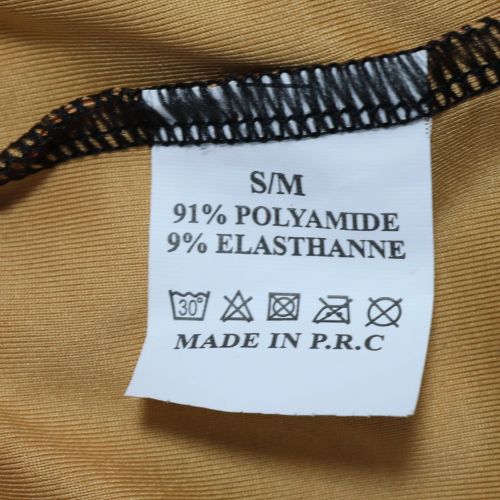 S/M
91% POLYAMIDE
9% ELASTHANNE
30°
MADE IN P.R.C